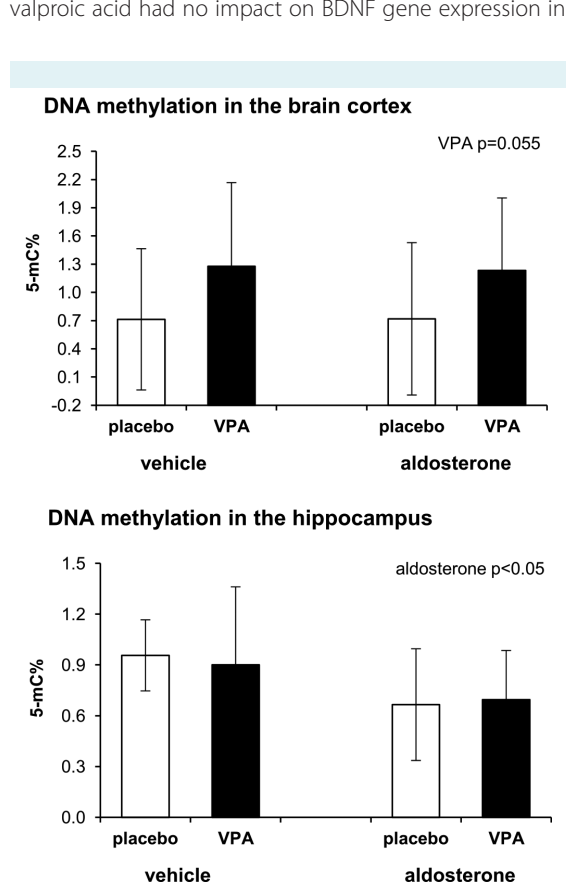 valproic acid had no impact on BDNF gene expression in
DNA methylation in the brain cortex
VPA p=0.055
5-mC%
2.5
2.2
1.9
1.6
1.3
1.0
0.7
0.4
0.1
-0.2
placebo VPA placebo VPA
vehicle aldosterone
DNA methylation in the hippocampus
aldosterone p<0.05
5-mC%
1.5
1.2
0.9
0.6
0.3
0.0
placebo VPA placebo VPA
vehicle aldosterone